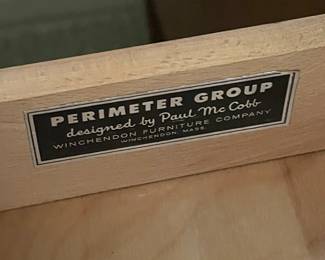 PERIMETER GROUP
designed by Paul McCobb
WINCHENDON FURNITURE COMPANY
WINCHENDON, MASS.